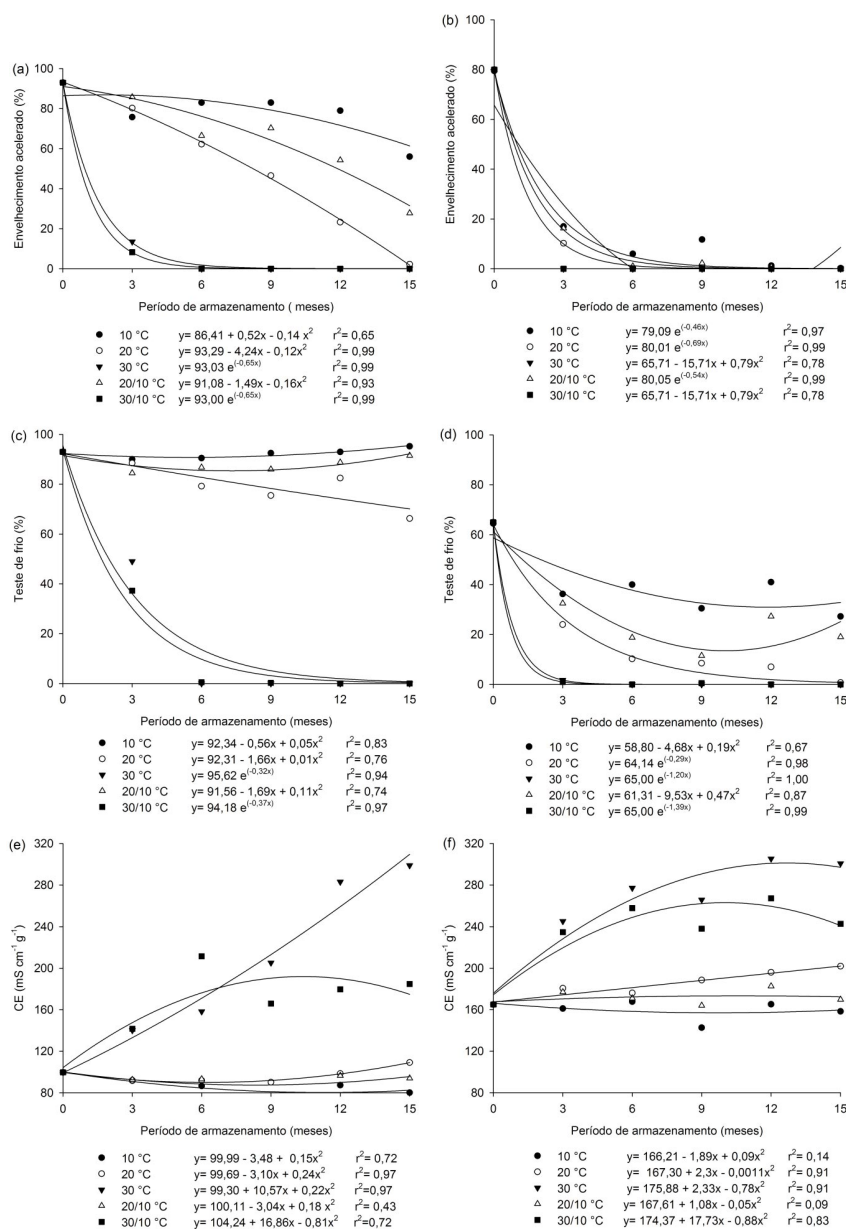 (a)
Envelhecimento acelerado (%)
100
80
60
40
20
0
0 3 6 9 12 15
Período de armazenamento ( meses)
10 °C y= 86,41 + 0,52x - 0,14 x² r²= 0,65
20 °C y= 93,29 - 4,24x - 0,12x² r²= 0,99
30 °C y= 93,03 e(-0,65x) r²= 0,99
20/10 °C y= 91,08 - 1,49x - 0,16x² r²= 0,93
30/10 °C y= 93,00 e(-0,65x) r²= 0,99
(b)
Envelhecimento acelerado (%)
100
80
60
40
20
0
0 3 6 9 12 15
Período de armazenamento (meses)
10 °C y= 79,09 e(-0,46x) r²= 0,97
20 °C y= 80,01 e(-0,69x) r²= 0,99
30 °C y= 65,71 - 15,71x + 0,79x² r²= 0,78
20/10 °C y= 80,05 e(-0,54x) r²= 0,99
30/10 °C y= 65,71 - 15,71x + 0,79x² r²= 0,78
(c)
Teste de frio (%)
100
80
60
40
20
0
0 3 6 9 12 15
Período de armazenamento (meses)
10 °C y= 92,34 - 0,56x + 0,05x² r²= 0,83
20 °C y= 92,31 - 1,66x + 0,01x² r²= 0,76
30 °C y= 95,62 e(-0,32x) r²= 0,94
20/10 °C y= 91,56 - 1,69x + 0,11x² r²= 0,74
30/10 °C y= 94,18 e(-0,37x) r²= 0,97
(d)
Teste de frio (%)
100
80
60
40
20
0
0 3 6 9 12 15
Período de armazenamento (meses)
10 °C y= 58,80 - 4,68x + 0,19x² r²= 0,67
20 °C y= 64,14 e(-0,29x) r²= 0,98
30 °C y= 65,00 e(-1,20x) r²= 1,00
20/10 °C y= 61,31 - 9,53x + 0,47x² r²= 0,87
30/10 °C y= 65,00 e(-1,39x) r²= 0,99
(e)
CE (mS cm⁻¹ g⁻¹)
320
280
240
200
160
120
80
0 3 6 9 12 15
Período de armazenamento (meses)
10 °C y= 99,99 - 3,48 + 0,15x² r²= 0,72
20 °C y= 99,69 - 3,10x + 0,24x² r²= 0,97
30 °C y= 99,30 + 10,57x + 0,22x² r²=0,97
20/10 °C y= 100,11 - 3,04x + 0,18 x² r²= 0,43
30/10 °C y= 104,24 + 16,86x - 0,81x² r²=0,72
(f)
CE (mS cm⁻¹ g⁻¹)
320
280
240
200
160
120
80
0 3 6 9 12 15
Período de armazenamento (meses)
10 °C y= 166,21 - 1,89x + 0,09x² r²= 0,14
20 °C y= 167,30 + 2,3x - 0,0011x² r²= 0,91
30 °C y= 175,88 + 2,33x - 0,78x² r²= 0,91
20/10 °C y= 167,61 + 1,08x - 0,05x² r²= 0,09
30/10 °C y= 174,37 + 17,73x - 0,88x² r²= 0,83